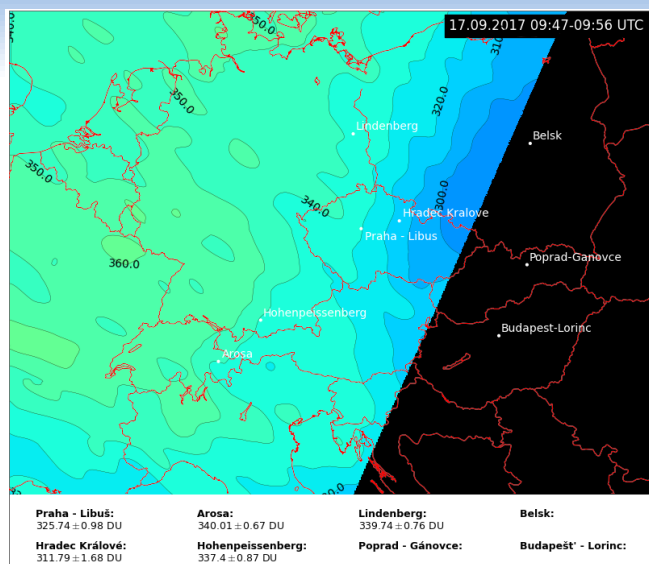 17.09.2017 09:47-09:56 UTC
340.0
350.0
310
350.0
320.0
Lindenberg
Belsk
350.0
300.0
340.0
Hradec Kralove
Praha - Libus
360.0
Poprad-Ganovce
Hohenpeissenberg
Budapest-Lorinc
Arosa
Praha - Libuš:
Arosa:
Lindenberg:
Belsk:
325.74±0.98 DU
340.01±0.67 DU
339.74±0.76 DU
Hradec Králové:
Hohenpeissenberg:
Poprad - Gánovce:
Budapešt' - Lorinc:
311.79±1.68 DU
337.4±0.87 DU